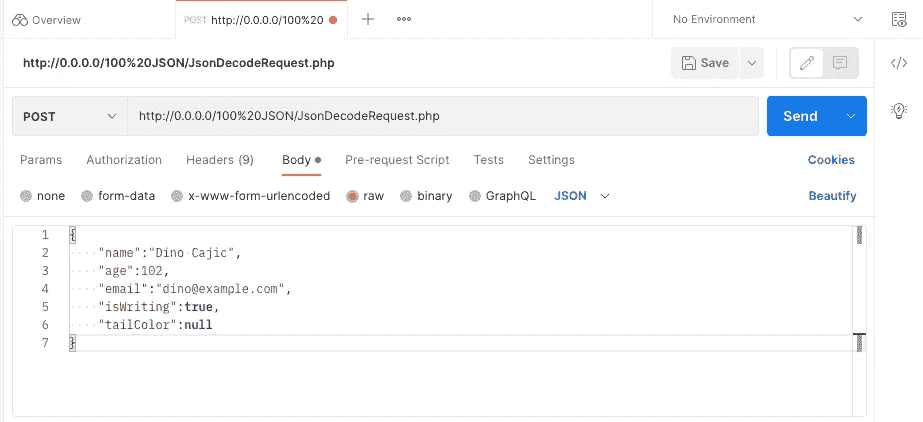 Overview
POST http://0.0.0.0/100%20
No Environment
http://0.0.0.0/100%20JSON/JsonDecodeRequest.php
Save
POST
http://0.0.0.0/100%20JSON/JsonDecodeRequest.php
Send
Params Authorization Headers (9) Body Pre-request Script Tests Settings Cookies
none form-data x-www-form-urlencoded raw binary GraphQL JSON Beautify
1 {
2 "name":"Dino Cajic",
3 "age":102,
4 "email":"dino@example.com",
5 "isWriting":true,
6 "tailColor":null
7 }